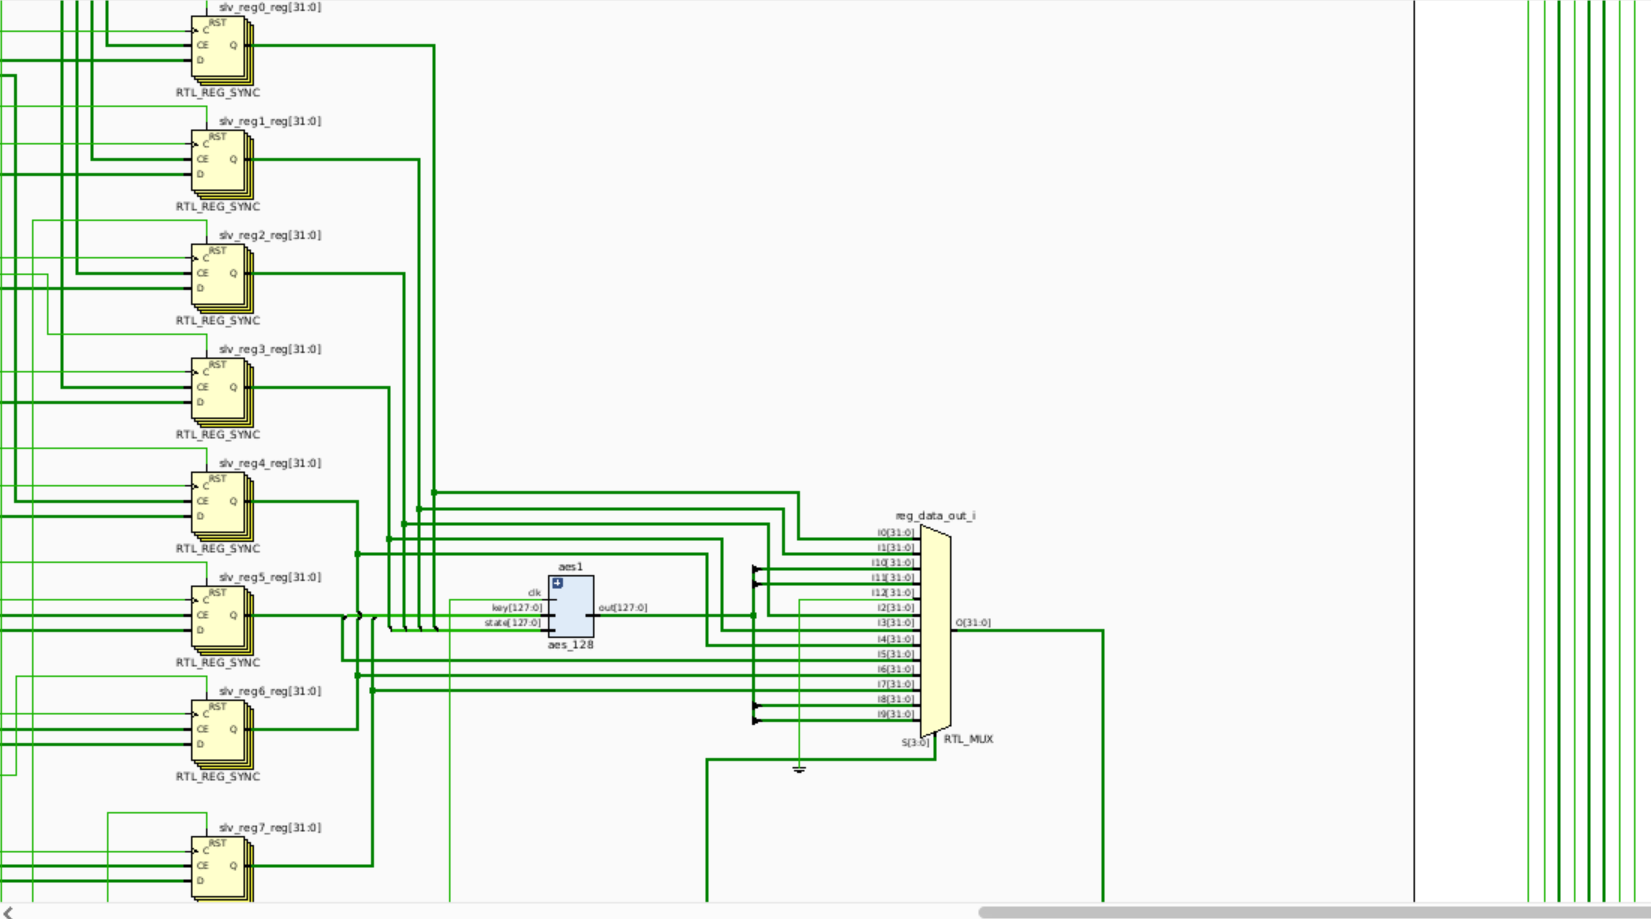 slv_reg0_reg[31:0]
RST
C
CE Q
D
RTL_REG_SYNC
slv_reg1_reg[31:0]
RST
C
CE Q
D
RTL_REG_SYNC
slv_reg2_reg[31:0]
RST
C
CE Q
D
RTL_REG_SYNC
slv_reg3_reg[31:0]
RST
C
CE Q
D
RTL_REG_SYNC
slv_reg4_reg[31:0]
RST
C
CE Q
D
RTL_REG_SYNC
slv_reg5_reg[31:0]
RST
C
CE Q
D
RTL_REG_SYNC
slv_reg6_reg[31:0]
RST
C
CE Q
D
RTL_REG_SYNC
slv_reg7_reg[31:0]
RST
C
CE Q
D
aes1
clk
key[127:0] out[127:0]
state[127:0]
aes_128
reg_data_out_i
I0[31:0]
I1[31:0]
I10[31:0]
I11[31:0]
I12[31:0]
I2[31:0]
I3[31:0] O[31:0]
I4[31:0]
I5[31:0]
I6[31:0]
I7[31:0]
I8[31:0]
I9[31:0]
S[3:0] RTL_MUX